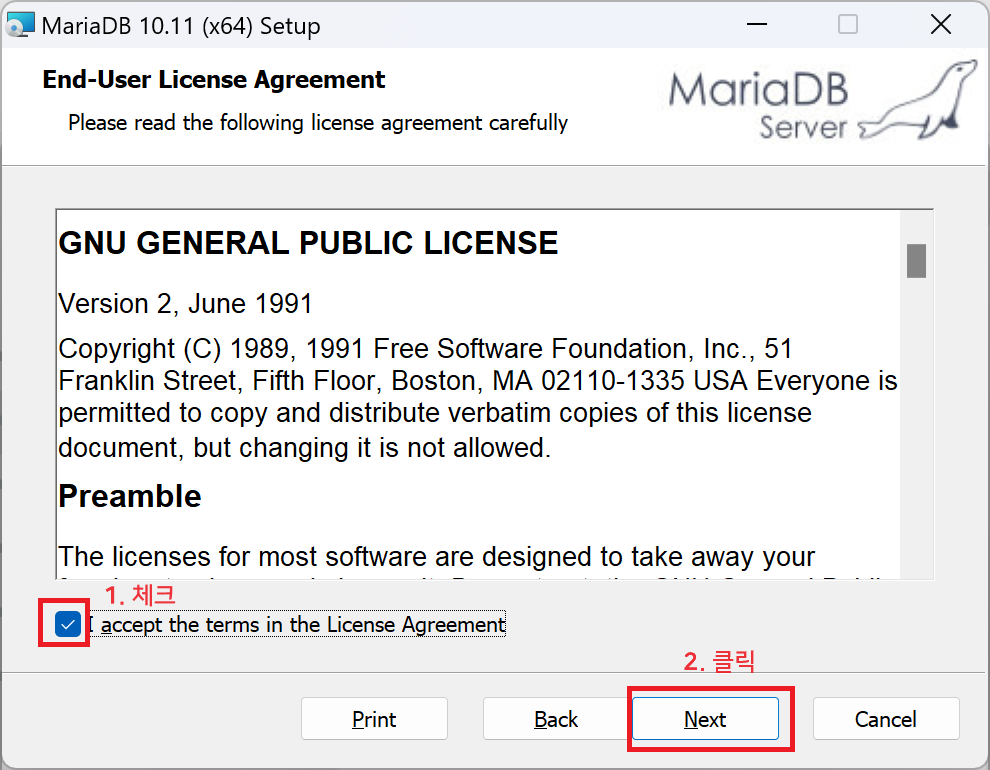 MariaDB 10.11 (x64) Setup
End-User License Agreement
Please read the following license agreement carefully
MariaDB
Server
GNU GENERAL PUBLIC LICENSE
Version 2, June 1991
Copyright (C) 1989, 1991 Free Software Foundation, Inc., 51
Franklin Street, Fifth Floor, Boston, MA 02110-1335 USA Everyone is
permitted to copy and distribute verbatim copies of this license
document, but changing it is not allowed.
Preamble
The licenses for most software are designed to take away your
1. 체크
I accept the terms in the License Agreement
2. 클릭
Print
Back
Next
Cancel